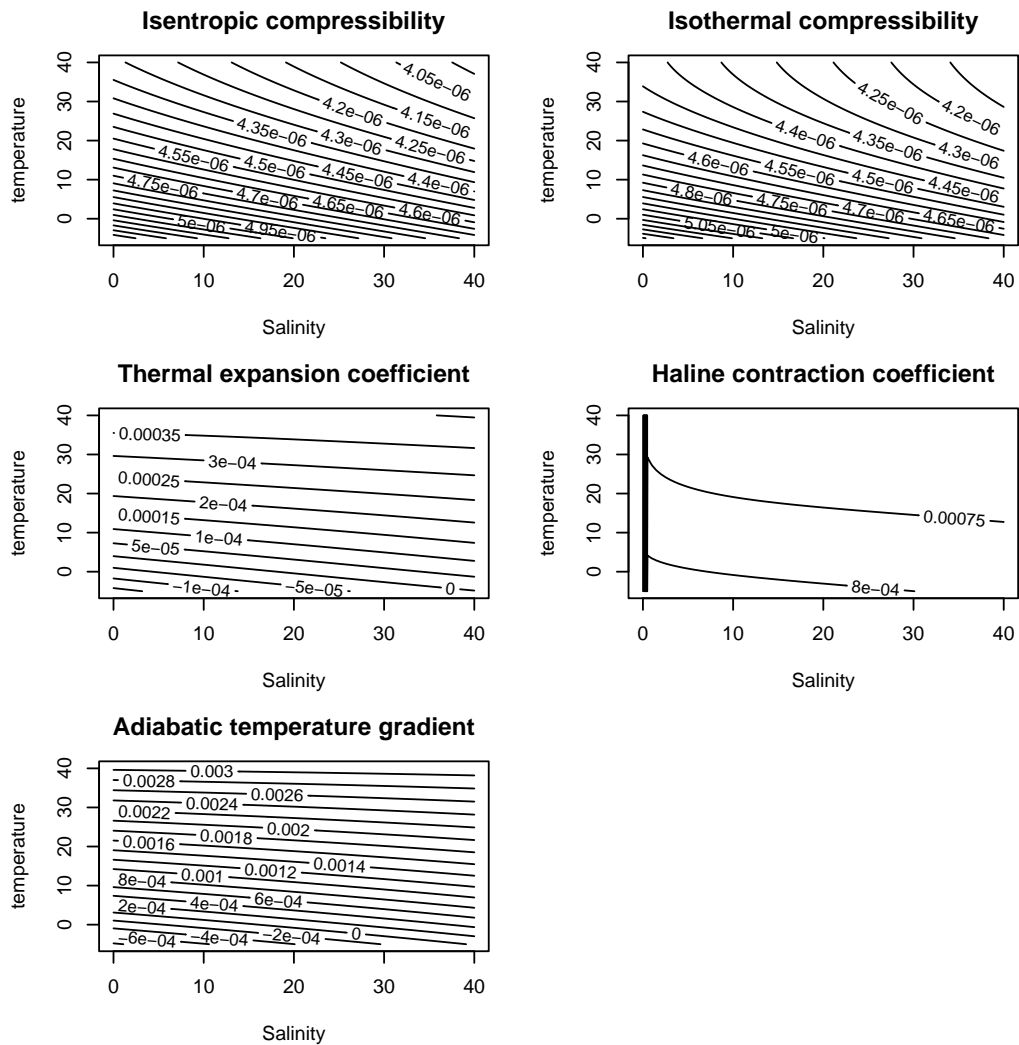 Isentropic compressibility
temperature
40
30
20
10
0
4.05e−06
4.2e−06
4.15e−06
4.35e−06
4.3e−06
4.25e−06
4.55e−06
4.5e−06
4.45e−06
4.4e−06
4.75e−06
4.7e−06
4.65e−06
4.6e−06
5e−06
4.95e−06
0
10
20
30
40
Salinity
Isothermal compressibility
temperature
40
30
20
10
0
4.25e−06
4.2e−06
4.4e−06
4.35e−06
4.3e−06
4.6e−06
4.55e−06
4.5e−06
4.45e−06
4.8e−06
4.75e−06
4.7e−06
4.65e−06
5.05e−06
5e−06
0
10
20
30
40
Salinity
Thermal expansion coefficient
temperature
40
30
20
10
0
0.00035
3e−04
0.00025
2e−04
0.00015
1e−04
5e−05
−1e−04
−5e−05
0
0
10
20
30
40
Salinity
Haline contraction coefficient
temperature
40
30
20
10
0
0.00075
8e−04
0
10
20
30
40
Salinity
Adiabatic temperature gradient
temperature
40
30
20
10
0
0.003
0.0028
0.0026
0.0024
0.0022
0.002
0.0018
0.0016
0.0014
0.0012
0.001
8e−04
6e−04
4e−04
2e−04
0
−2e−04
−4e−04
−6e−04
0
10
20
30
40
Salinity